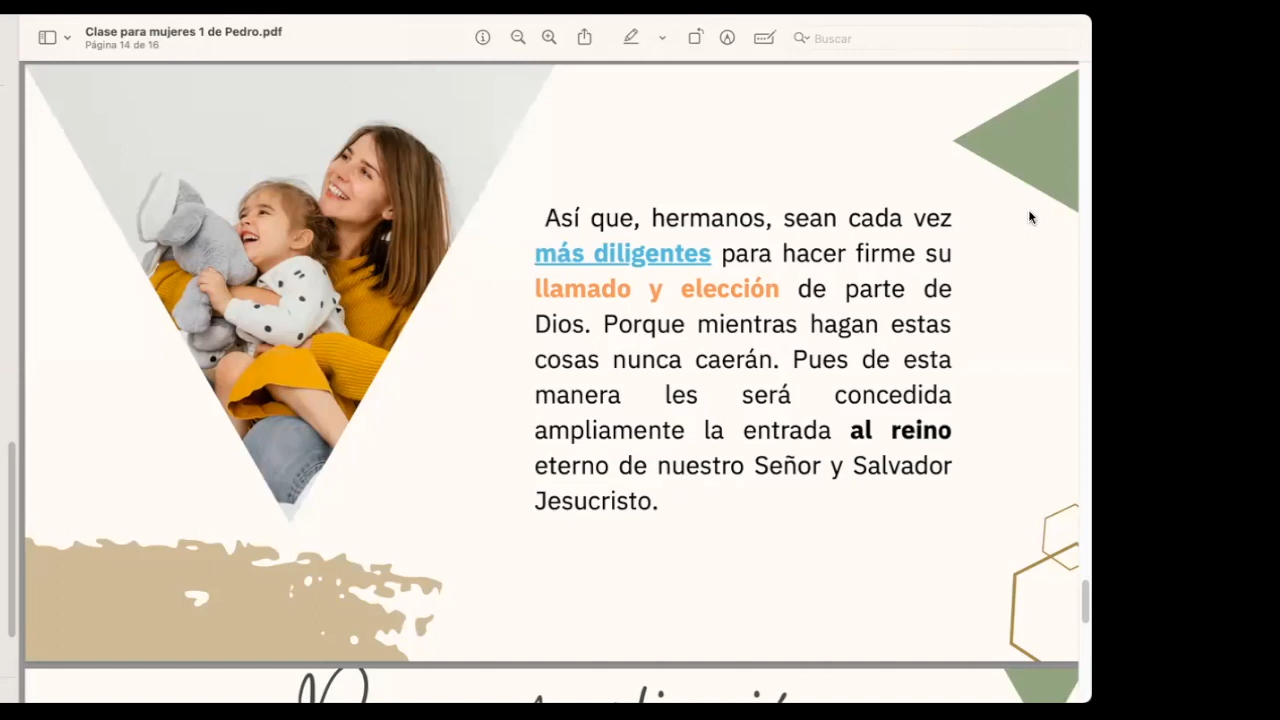 Clase para mujeres 1 de Pedro.pdf
Página 14 de 16
Buscar
Así que, hermanos, sean cada vez
más diligentes para hacer firme su
llamado y elección de parte de
Dios. Porque mientras hagan estas
cosas nunca caerán. Pues de esta
manera les será concedida
ampliamente la entrada al reino
eterno de nuestro Señor y Salvador
Jesucristo.